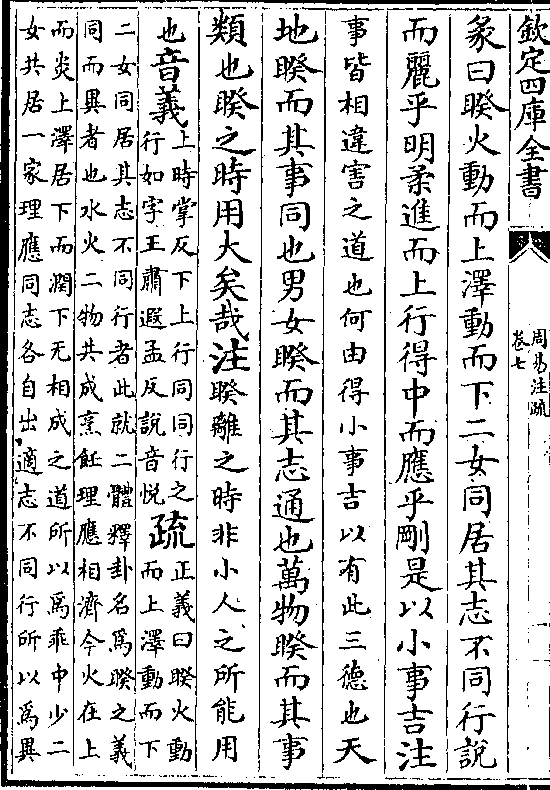 欽定四庫全書
周易注疏
卷七
彖曰睽火動而上澤動而下二女同居其志不同行說
而麗乎明柔進而上行得中而應乎剛是以小事吉注
事皆相違害之道也何由得小事吉以有此三德也天
地睽而其事同也男女睽而其志通也萬物睽而其事
類也睽之時用大矣哉注睽離之時非小人之所能用
也音義上時掌反下上行同同行之
行如字王肅遐孟反說音悅疏正義曰睽火動
而上澤動而下
二女同居其志不同行者此就二體釋卦名為睽之義
同而異者也水火二物共成烹飪理應相濟今火在上
而炎上澤居下而潤下无相成之道所以為乖中少二
女共居一家理應同志各自出適志不同行所以為異